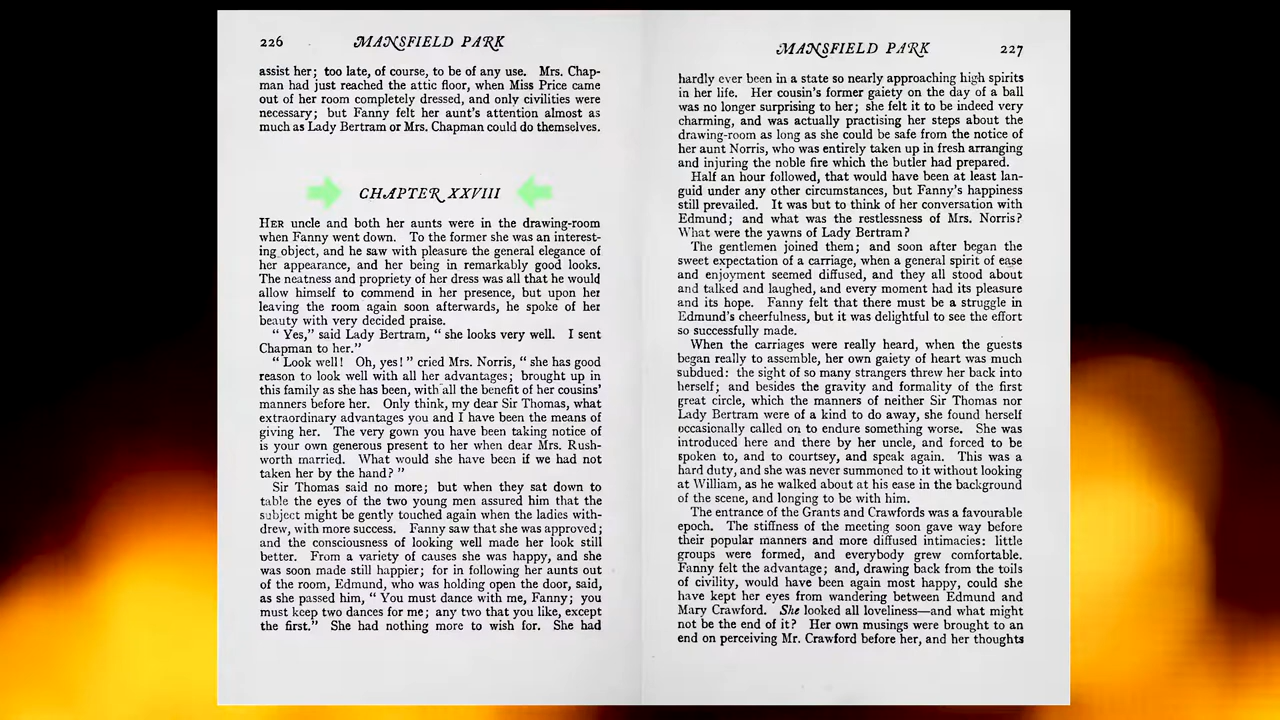 226 MANSFIELD PARK
assist her; too late, of course, to be of any use. Mrs. Chap-
man had just reached the attic floor, when Miss Price came
out of her room completely dressed, and only civilities were
necessary; but Fanny felt her aunt's attention almost as
much as Lady Bertram or Mrs. Chapman could do themselves.
CHAPTER XXVIII
HER uncle and both her aunts were in the drawing-room
when Fanny went down. To the former she was an interest-
ing object, and he saw with pleasure the general elegance of
her appearance, and her being in remarkably good looks.
The neatness and propriety of her dress was all that he would
allow himself to commend in her presence, but upon her
leaving the room again soon afterwards, he spoke of her
beauty with very decided praise.
" Yes," said Lady Bertram, " she looks very well. I sent
Chapman to her."
" Look well! Oh, yes! " cried Mrs. Norris, " she has good
reason to look well with all her advantages; brought up in
this family as she has been, with all the benefit of her cousins'
manners before her. Only think, my dear Sir Thomas, what
extraordinary advantages you and I have been the means of
giving her. The very gown you have been taking notice of
is your own generous present to her when dear Mrs. Rush-
worth married. What would she have been if we had not
taken her by the hand? "
Sir Thomas said no more; but when they sat down to
table the eyes of the two young men assured him that the
subject might be gently touched again when the ladies with-
drew, with more success. Fanny saw that she was approved;
and the consciousness of looking well made her look still
better. From a variety of causes she was happy, and she
was soon made still happier; for in following her aunts out
of the room, Edmund, who was holding open the door, said,
as she passed him, " You must dance with me, Fanny; you
must keep two dances for me; any two that you like, except
the first." She had nothing more to wish for. She had
MANSFIELD PARK 227
hardly ever been in a state so nearly approaching high spirits
in her life. Her cousin's former gaiety on the day of a ball
was no longer surprising to her; she felt it to be indeed very
charming, and was actually practising her steps about the
drawing-room as long as she could be safe from the notice of
her aunt Norris, who was entirely taken up in fresh arranging
and injuring the noble fire which the butler had prepared.
Half an hour followed, that would have been at least lan-
guid under any other circumstances, but Fanny's happiness
still prevailed. It was but to think of her conversation with
Edmund; and what was the restlessness of Mrs. Norris?
What were the yawns of Lady Bertram?
The gentlemen joined them; and soon after began the
sweet expectation of a carriage, when a general spirit of ease
and enjoyment seemed diffused, and they all stood about
and talked and laughed, and every moment had its pleasure
and its hope. Fanny felt that there must be a struggle in
Edmund's cheerfulness, but it was delightful to see the effort
so successfully made.
When the carriages were really heard, when the guests
began really to assemble, her own gaiety of heart was much
subdued: the sight of so many strangers threw her back into
herself; and besides the gravity and formality of the first
great circle, which the manners of neither Sir Thomas nor
Lady Bertram were of a kind to do away, she found herself
occasionally called on to endure something worse. She was
introduced here and there by her uncle, and forced to be
spoken to, and to courtsey, and speak again. This was a
hard duty, and she was never summoned to it without looking
at William, as he walked about at his ease in the background
of the scene, and longing to be with him.
The entrance of the Grants and Crawfords was a favourable
epoch. The stiffness of the meeting soon gave way before
their popular manners and more diffused intimacies: little
groups were formed, and everybody grew comfortable.
Fanny felt the advantage; and, drawing back from the toils
of civility, would have been again most happy, could she
have kept her eyes from wandering between Edmund and
Mary Crawford. She looked all loveliness—and what might
not be the end of it? Her own musings were brought to an
end on perceiving Mr. Crawford before her, and her thoughts